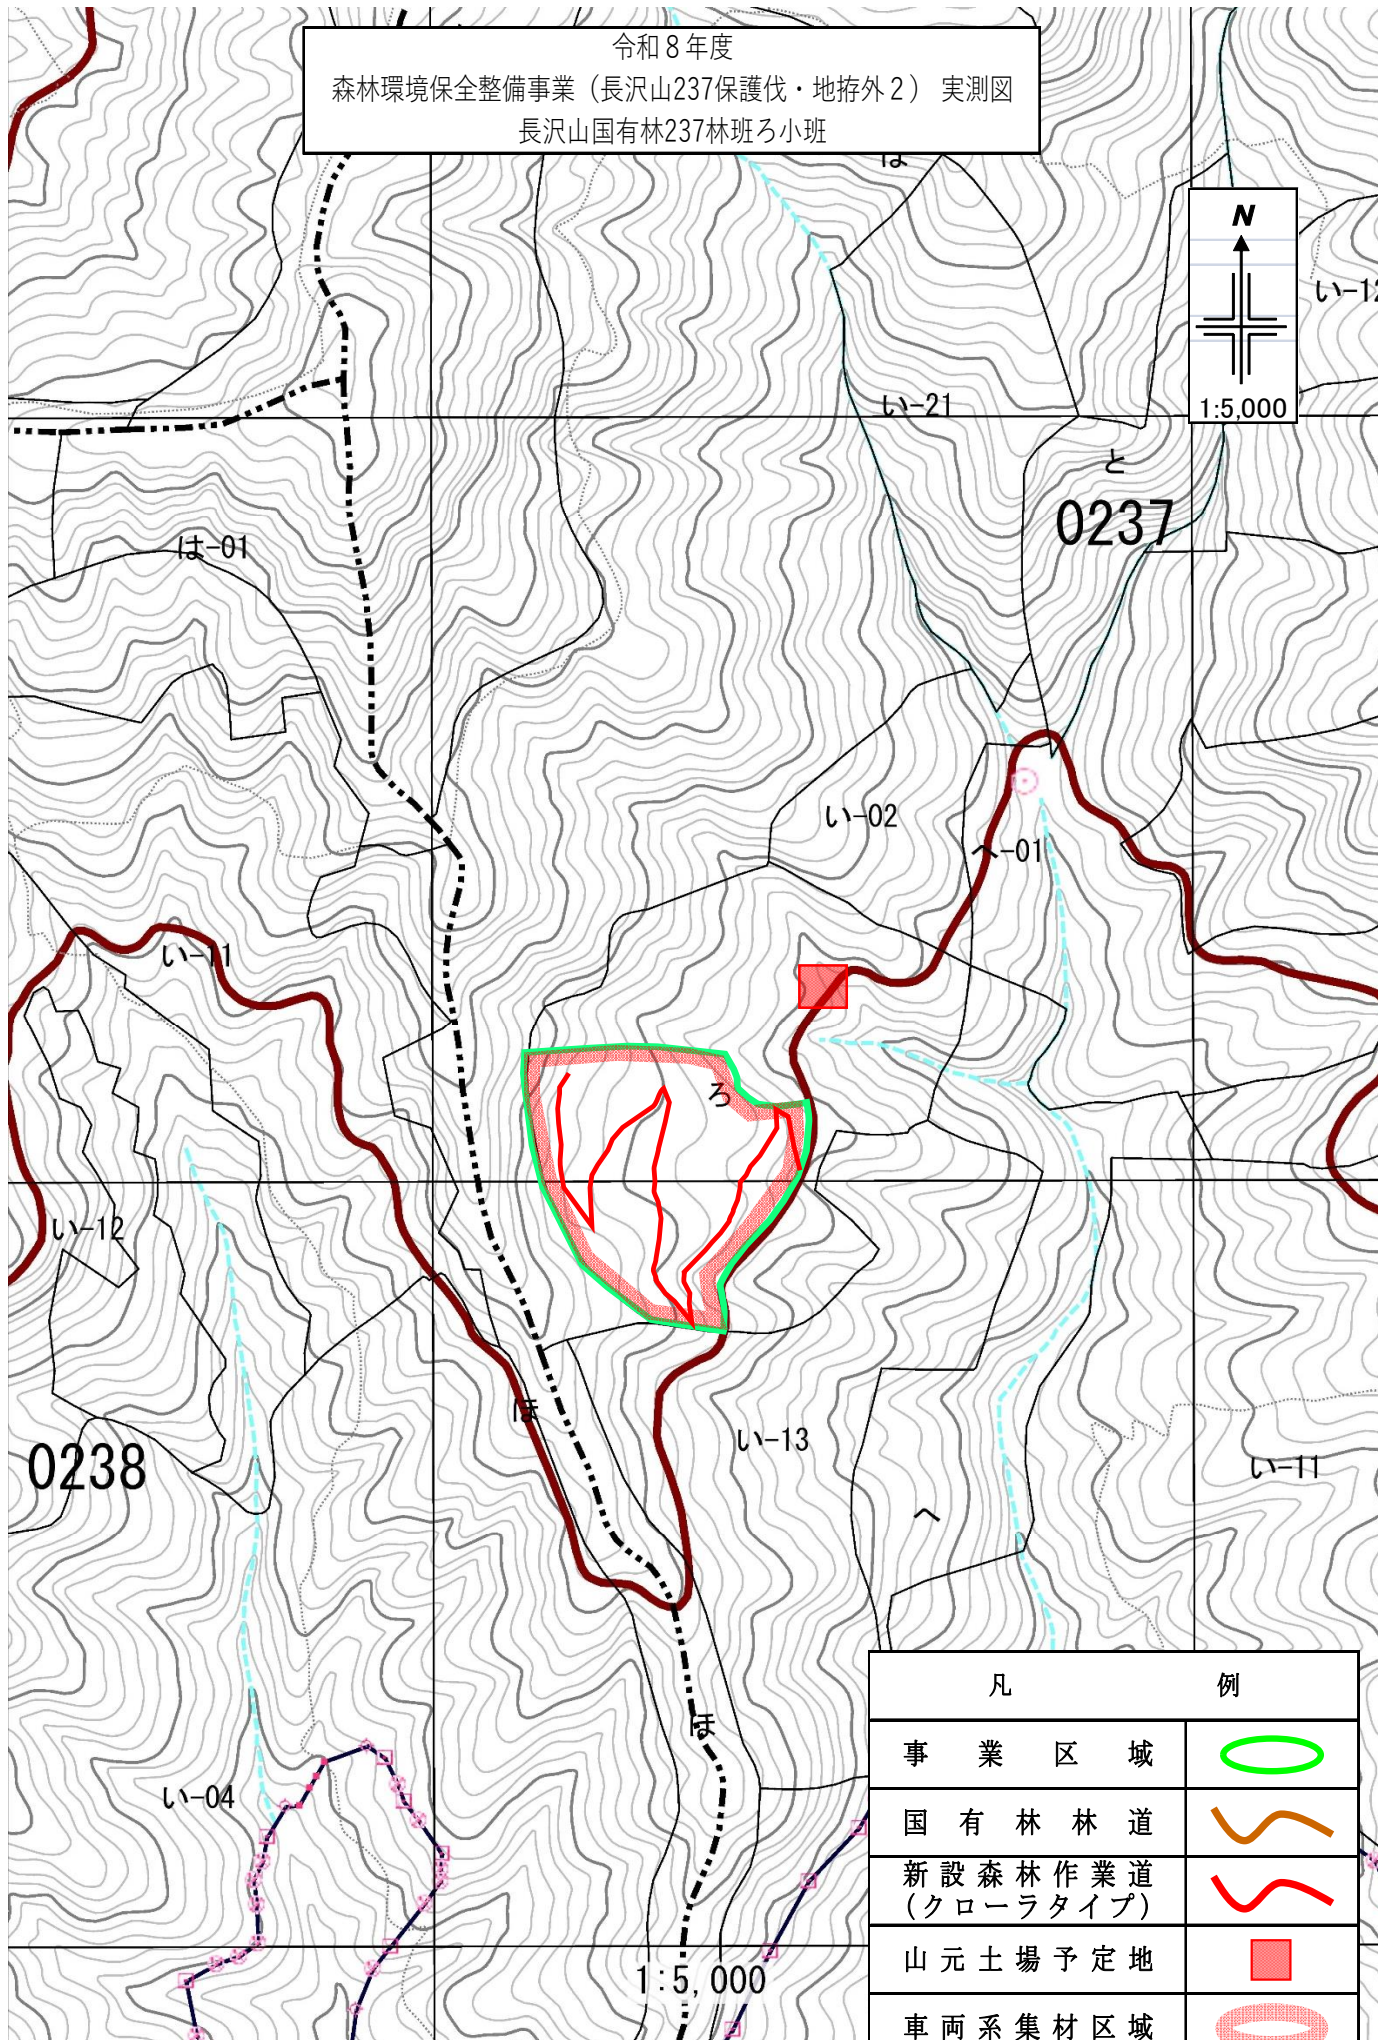 令和８年度
森林環境保全整備事業（長沢山237保護伐・地拵外２） 実測図
長沢山国有林237林班ろ小班
は
N
1:5,000
い-12
い-21
と
0237
は-01
い-02
へ-01
い-11
ろ
い-12
ほ
い-13
0238
い-11
へ
ほ
い-04
1:5,000
凡例
事業区域
国有林林道
新設森林作業道
(クローラタイプ)
山元土場予定地
車両系集材区域